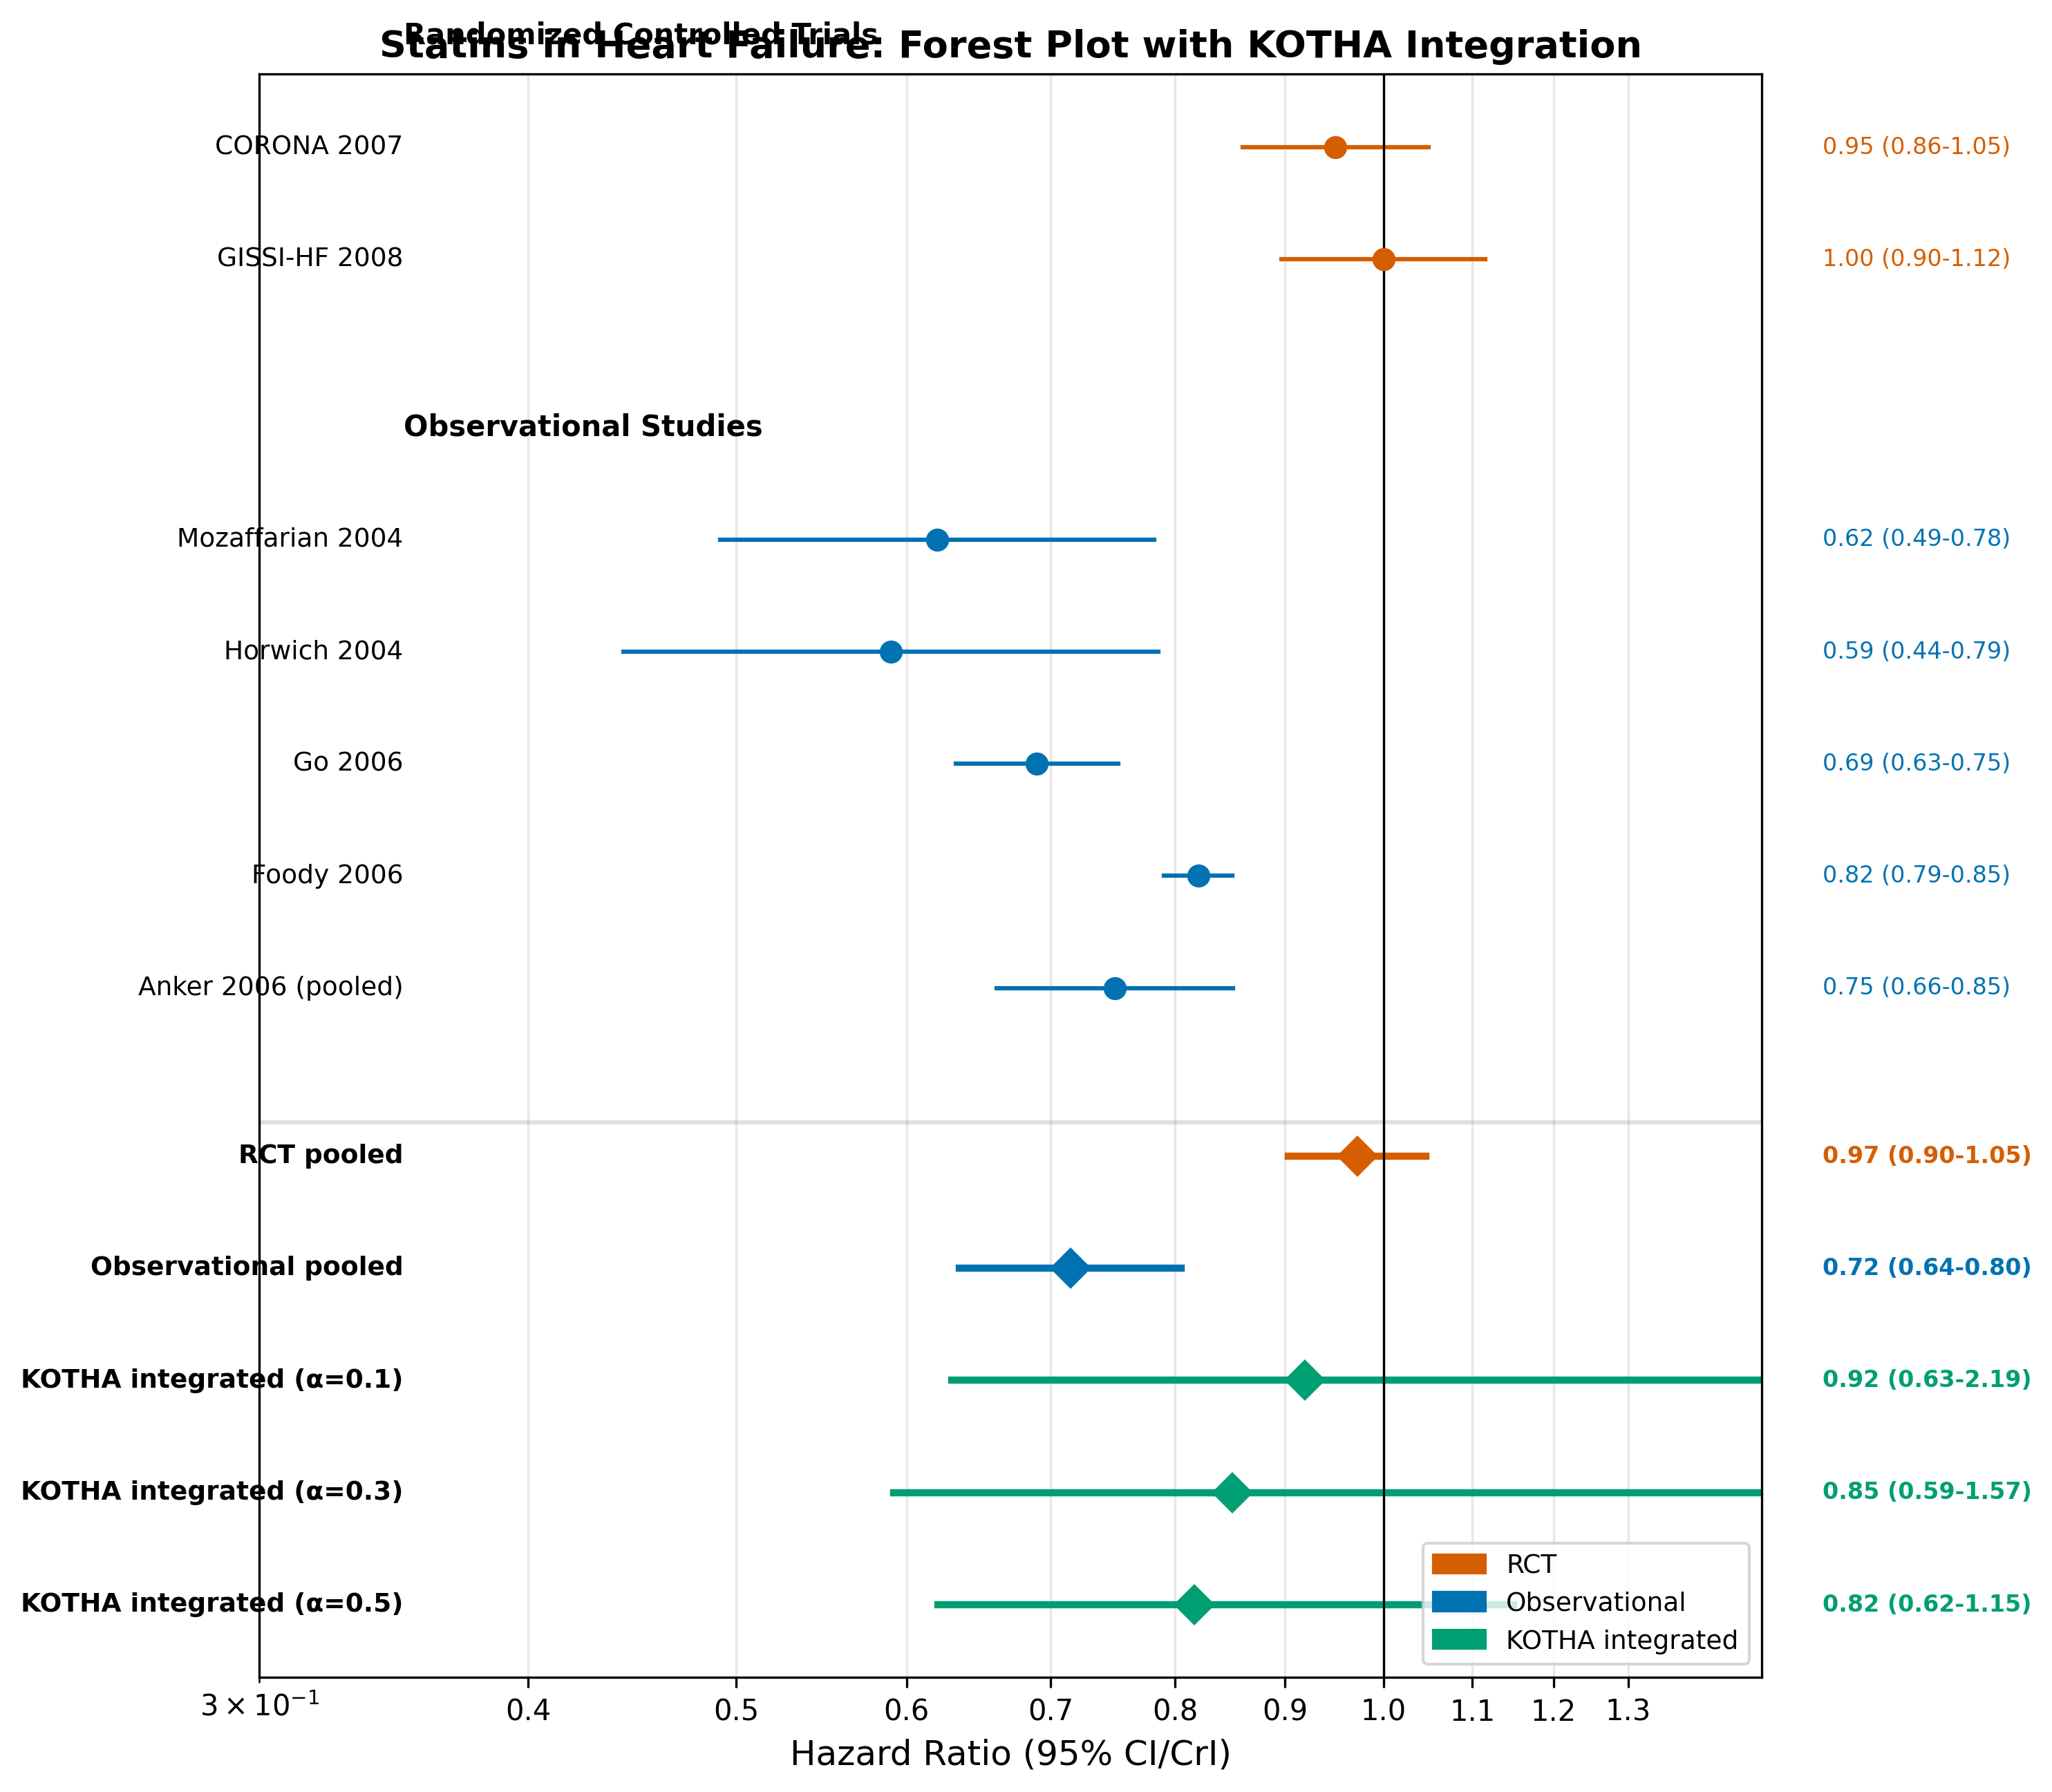 Randomized Controlled Trials
Statins in Heart Failure: Forest Plot with KOTHA Integration
CORONA 2007 0.95 (0.86-1.05)
GISSI-HF 2008 1.00 (0.90-1.12)
Observational Studies
Mozaffarian 2004 0.62 (0.49-0.78)
Horwich 2004 0.59 (0.44-0.79)
Go 2006 0.69 (0.63-0.75)
Foody 2006 0.82 (0.79-0.85)
Anker 2006 (pooled) 0.75 (0.66-0.85)
RCT pooled 0.97 (0.90-1.05)
Observational pooled 0.72 (0.64-0.80)
KOTHA integrated (α=0.1) 0.92 (0.63-2.19)
KOTHA integrated (α=0.3) 0.85 (0.59-1.57)
KOTHA integrated (α=0.5) 0.82 (0.62-1.15)
RCT
Observational
KOTHA integrated
3 × 10⁻¹ 0.4 0.5 0.6 0.7 0.8 0.9 1.0 1.1 1.2 1.3
Hazard Ratio (95% CI/CrI)